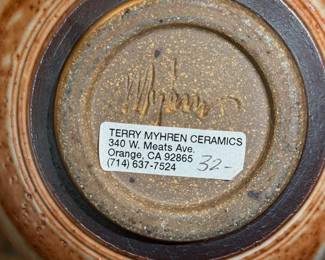 Myhren
TERRY MYHREN CERAMICS
340 W. Meats Ave.
Orange, CA 92865
(714) 637-7524 32-